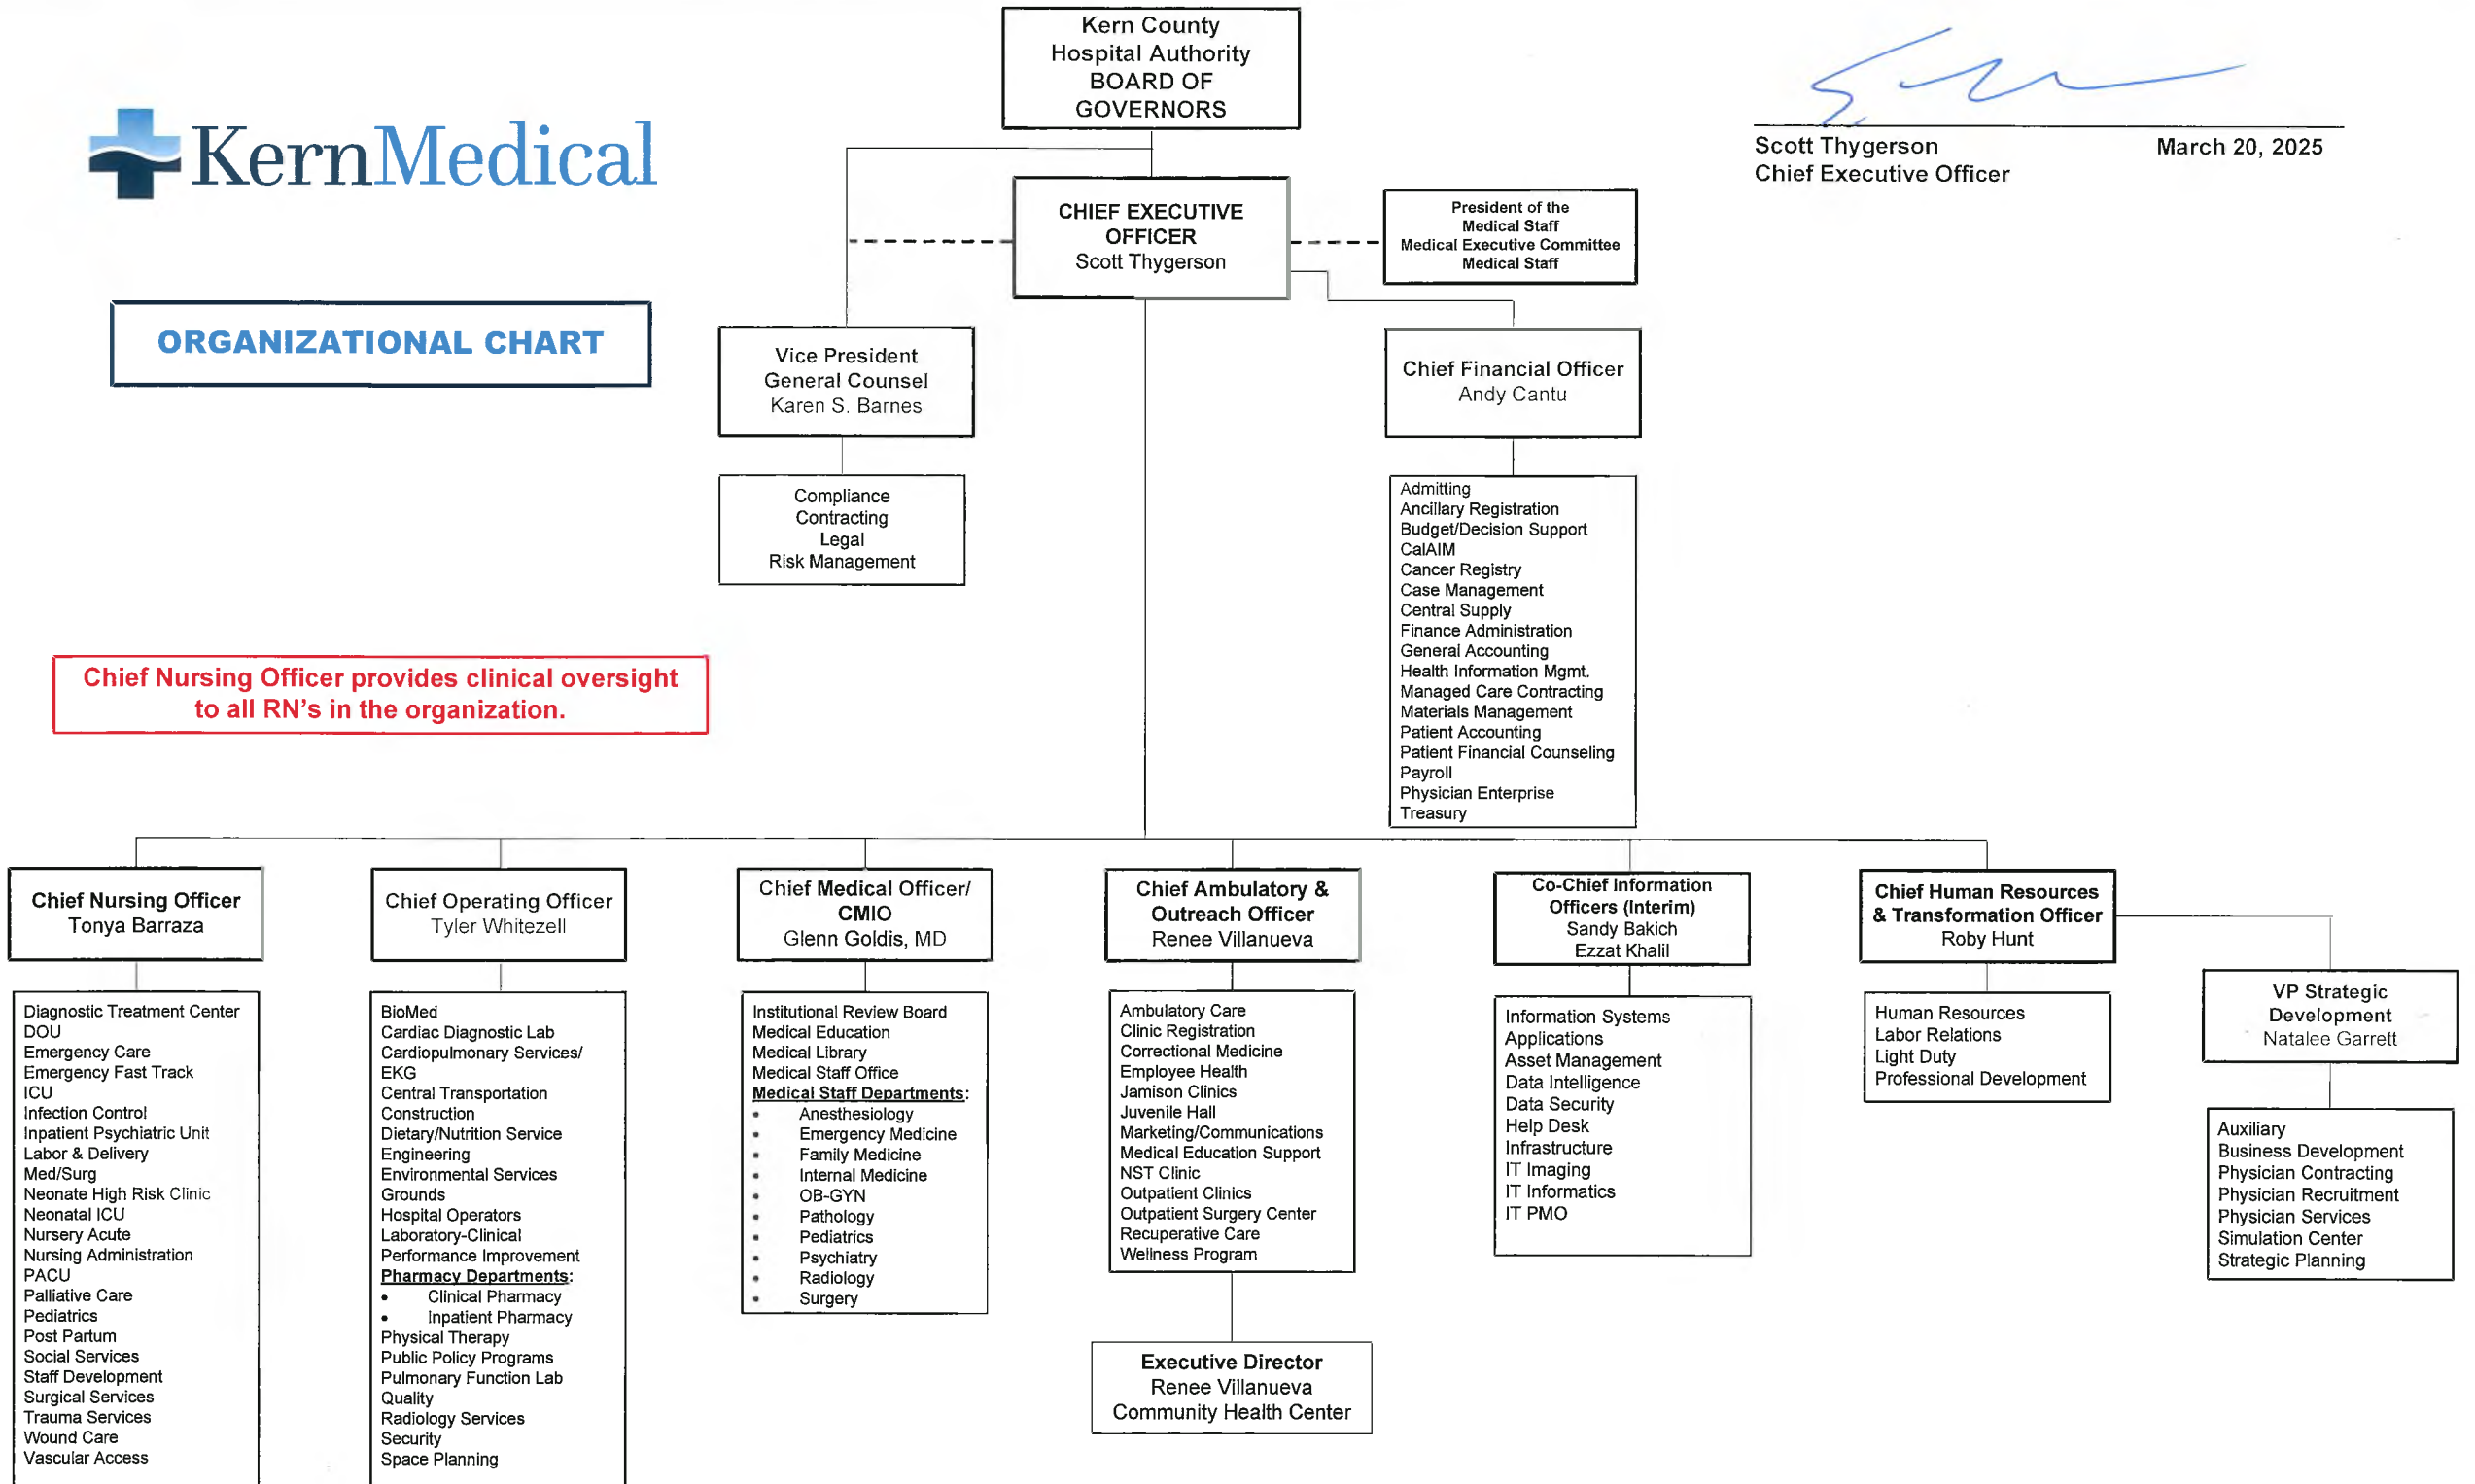 Kern County
Hospital Authority
BOARD OF
GOVERNORS
KernMedical
Scott Thygerson March 20, 2025
Chief Executive Officer
CHIEF EXECUTIVE
OFFICER
Scott Thygerson
President of the
Medical Staff
Medical Executive Committee
Medical Staff
ORGANIZATIONAL CHART
Vice President
General Counsel
Karen S. Barnes
Chief Financial Officer
Andy Cantu
Compliance
Contracting
Legal
Risk Management
Admitting
Ancillary Registration
Budget/Decision Support
CalAIM
Cancer Registry
Case Management
Central Supply
Finance Administration
General Accounting
Health Information Mgmt.
Managed Care Contracting
Materials Management
Patient Accounting
Patient Financial Counseling
Payroll
Physician Enterprise
Treasury
Chief Nursing Officer provides clinical oversight
to all RN’s in the organization.
Chief Nursing Officer
Tonya Barraza
Diagnostic Treatment Center
DOU
Emergency Care
Emergency Fast Track
ICU
Infection Control
Inpatient Psychiatric Unit
Labor & Delivery
Med/Surg
Neonate High Risk Clinic
Neonatal ICU
Nursery Acute
Nursing Administration
PACU
Palliative Care
Pediatrics
Post Partum
Social Services
Staff Development
Surgical Services
Trauma Services
Wound Care
Vascular Access
Chief Operating Officer
Tyler Whitezell
BioMed
Cardiac Diagnostic Lab
Cardiopulmonary Services/
EKG
Central Transportation
Construction
Dietary/Nutrition Service
Engineering
Environmental Services
Grounds
Hospital Operators
Laboratory-Clinical
Performance Improvement
Pharmacy Departments:
• Clinical Pharmacy
• Inpatient Pharmacy
Physical Therapy
Public Policy Programs
Pulmonary Function Lab
Quality
Radiology Services
Security
Space Planning
Chief Medical Officer/
CMIO
Glenn Goldis, MD
Institutional Review Board
Medical Education
Medical Library
Medical Staff Office
Medical Staff Departments:
• Anesthesiology
• Emergency Medicine
• Family Medicine
• Internal Medicine
• OB-GYN
• Pathology
• Pediatrics
• Psychiatry
• Radiology
• Surgery
Chief Ambulatory &
Outreach Officer
Renee Villanueva
Ambulatory Care
Clinic Registration
Correctional Medicine
Employee Health
Jamison Clinics
Juvenile Hall
Marketing/Communications
Medical Education Support
NST Clinic
Outpatient Clinics
Outpatient Surgery Center
Recuperative Care
Wellness Program
Executive Director
Renee Villanueva
Community Health Center
Co-Chief Information
Officers (Interim)
Sandy Bakich
Ezzat Khalil
Information Systems
Applications
Asset Management
Data Intelligence
Data Security
Help Desk
Infrastructure
IT Imaging
IT Informatics
IT PMO
Chief Human Resources
& Transformation Officer
Roby Hunt
Human Resources
Labor Relations
Light Duty
Professional Development
VP Strategic
Development
Natalee Garrett
Auxiliary
Business Development
Physician Contracting
Physician Recruitment
Physician Services
Simulation Center
Strategic Planning